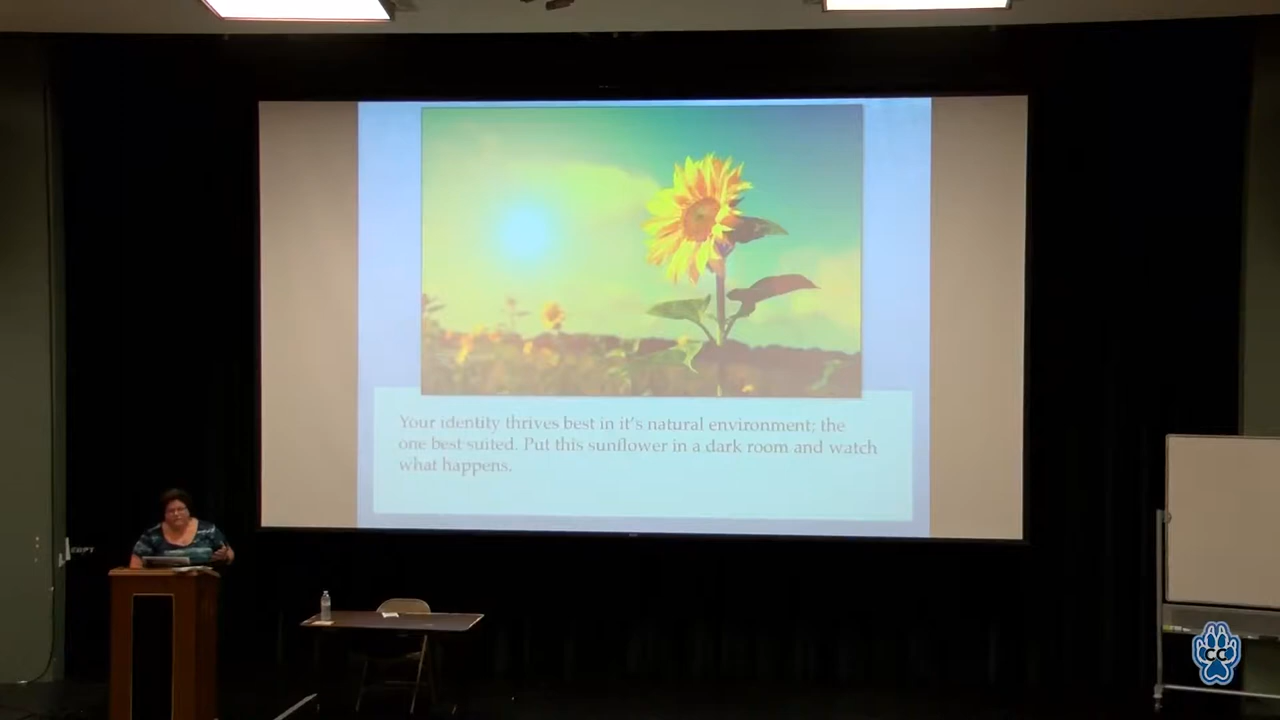 Your identity thrives best in it's natural environment; the
one best suited. Put this sunflower in a dark room and watch
what happens.
CC